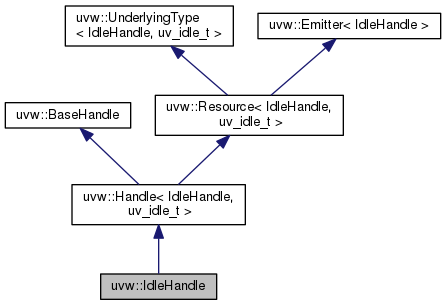 uvw::UnderlyingType
< IdleHandle, uv_idle_t >
uvw::Emitter< IdleHandle >
uvw::BaseHandle
uvw::Resource< IdleHandle,
uv_idle_t >
uvw::Handle< IdleHandle,
uv_idle_t >
uvw::IdleHandle